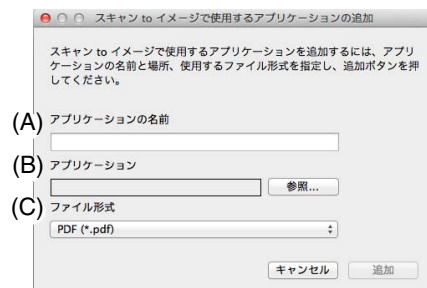 スキャン to イメージで使用するアプリケーションの追加
スキャン to イメージで使用するアプリケーションを追加するには、アプリ
ケーションの名前と場所、使用するファイル形式を指定し、追加ボタンを押
してください。
(A) アプリケーションの名前
(B) アプリケーション
参照...
(C) ファイル形式
PDF (*.pdf)
キャンセル 追加